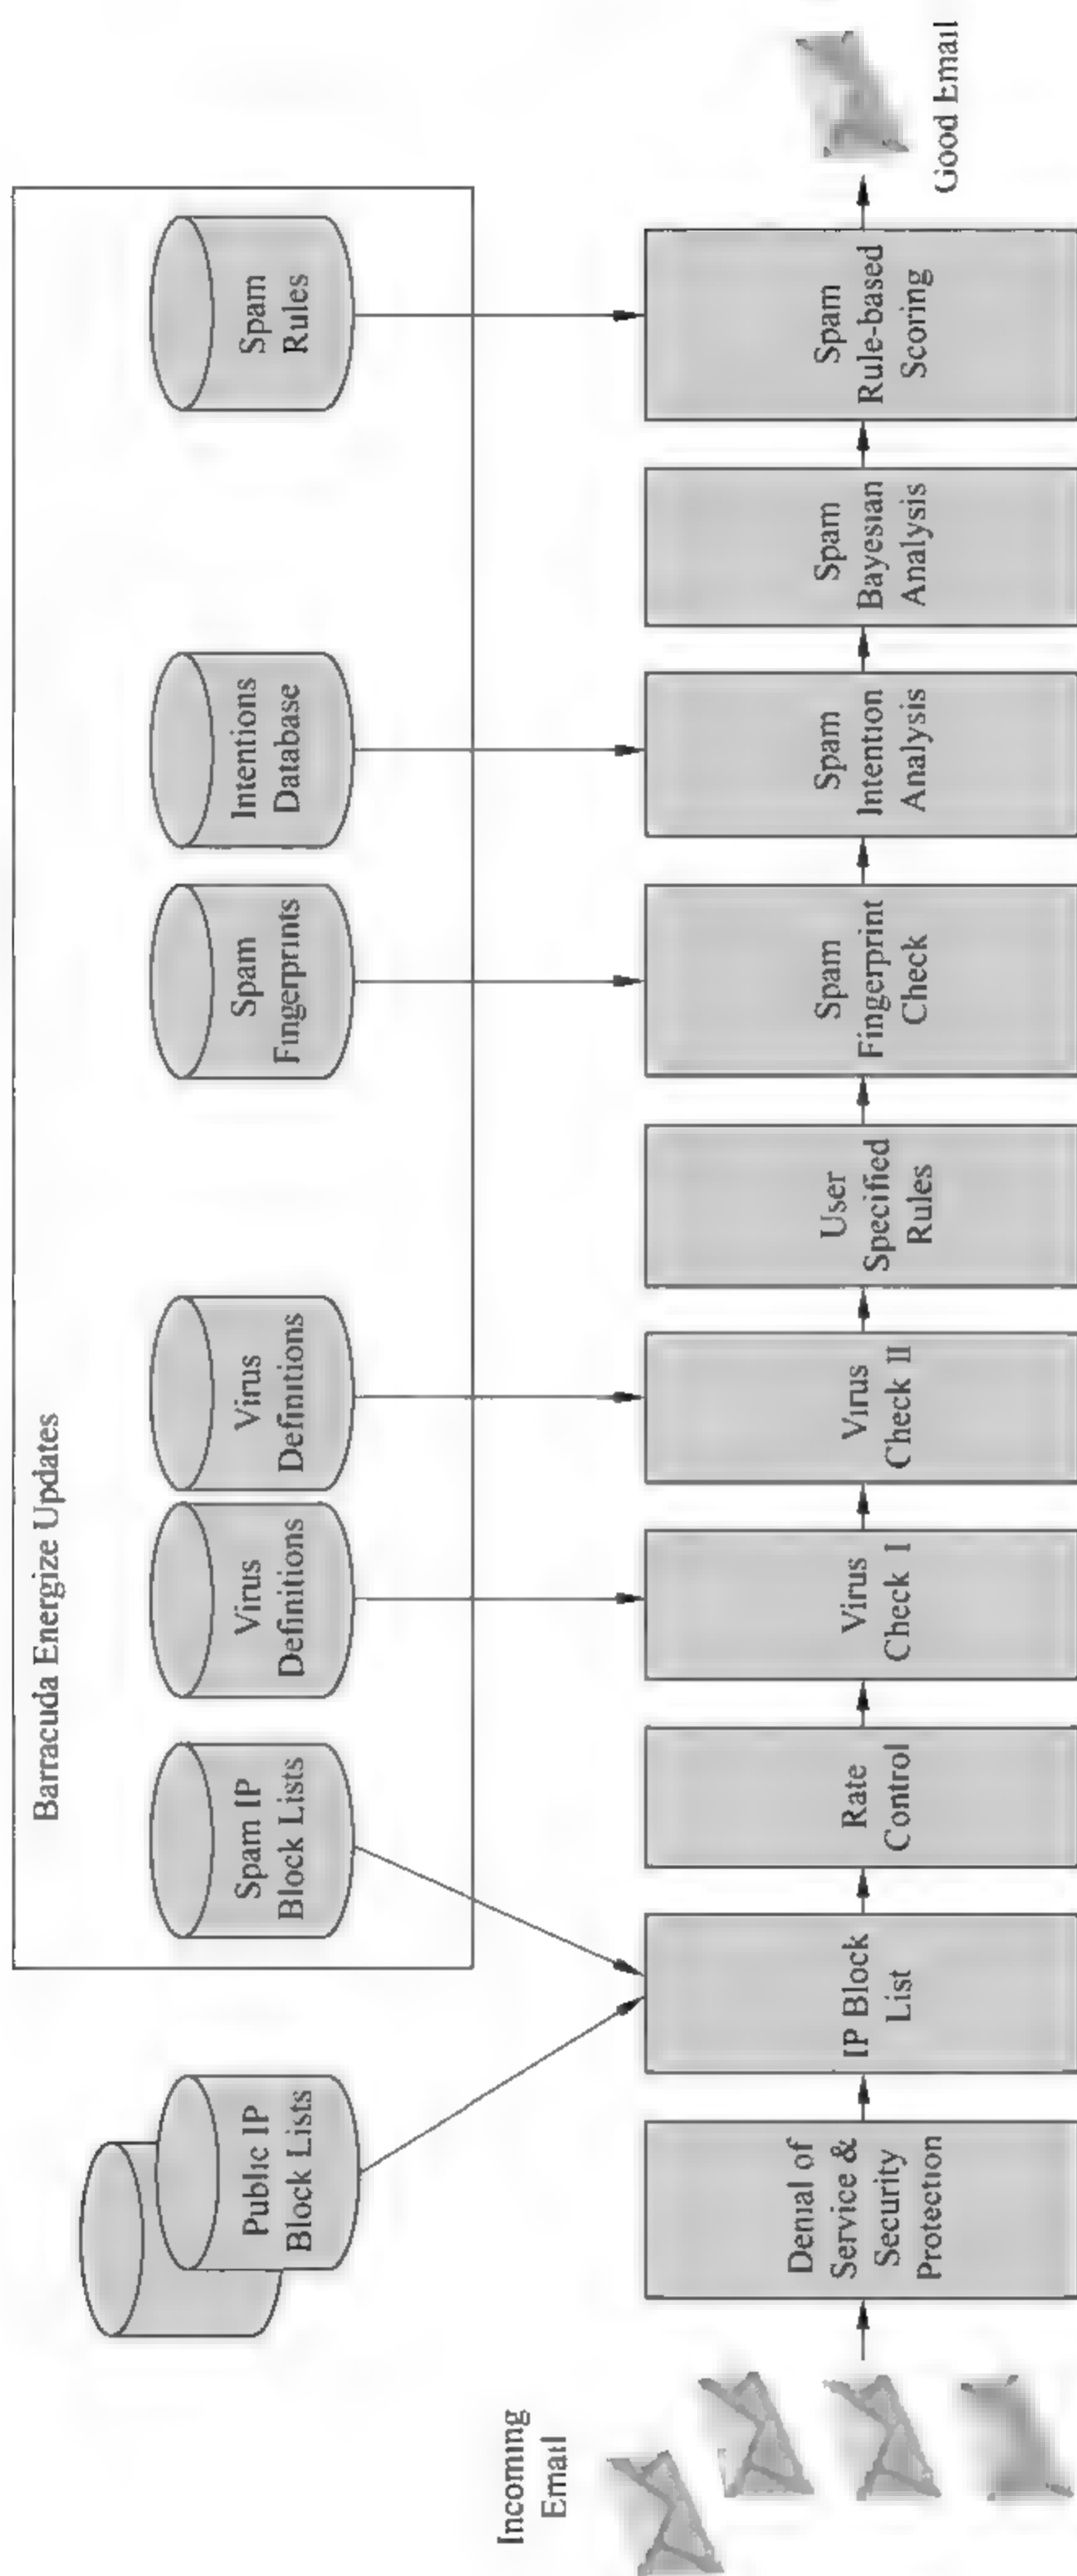 Barracuda Energize Updates
Public IP
Block Lists
Spam IP
Block Lists
Virus
Definitions
Virus
Definitions
Spam
Fingerprints
Intentions
Database
Spam
Rules
Incoming
Email
Denial of
Service &
Security
Protection
IP Block
List
Rate
Control
Virus
Check I
Virus
Check II
User
Specified
Rules
Spam
Fingerprint
Check
Spam
Intention
Analysis
Spam
Bayesian
Analysis
Spam
Rule-based
Scoring
Good Email